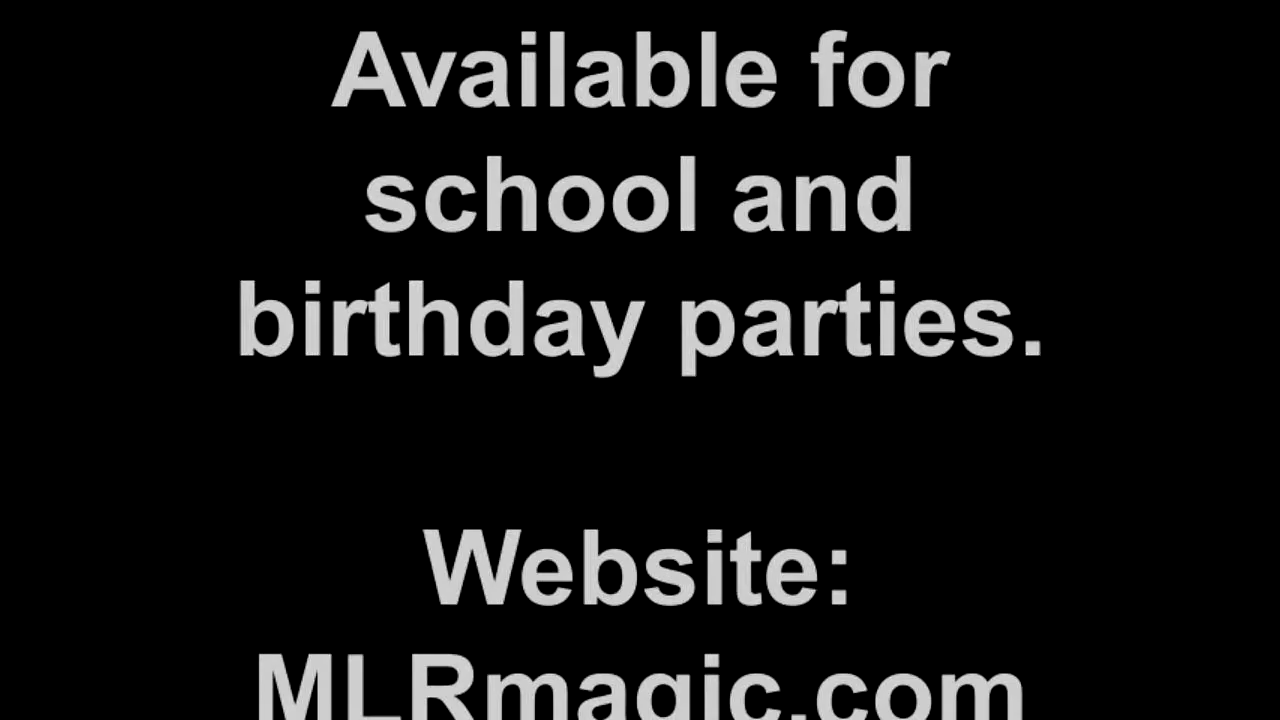 Available for
school and
birthday parties.
Website:
MLRmagic.com